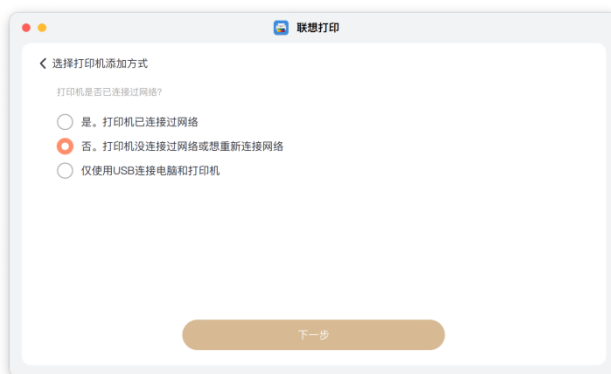 联想打印
选择打印机添加方式
打印机是否已连接过网络?
是。打印机已连接过网络
否。打印机没连接过网络或想重新连接网络
仅使用USB连接电脑和打印机
下一步